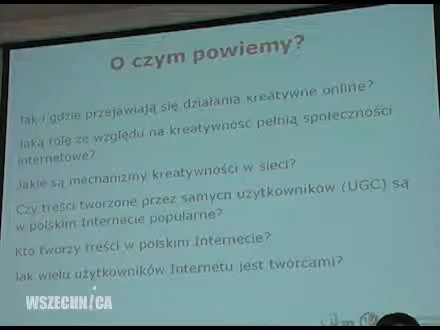 O czym powiemy?
Jak i gdzie przejawiają się działania kreatywne online?
Jaką rolę ze względu na kreatywność pełnią społeczności
internetowe?
Jakie są mechanizmy kreatywności w sieci?
Czy treści tworzone przez samych użytkowników (UGC) są
w polskim Internecie popularne?
Kto tworzy treści w polskim Internecie?
Jak wielu użytkowników Internetu jest twórcami?
WSZECHNICA